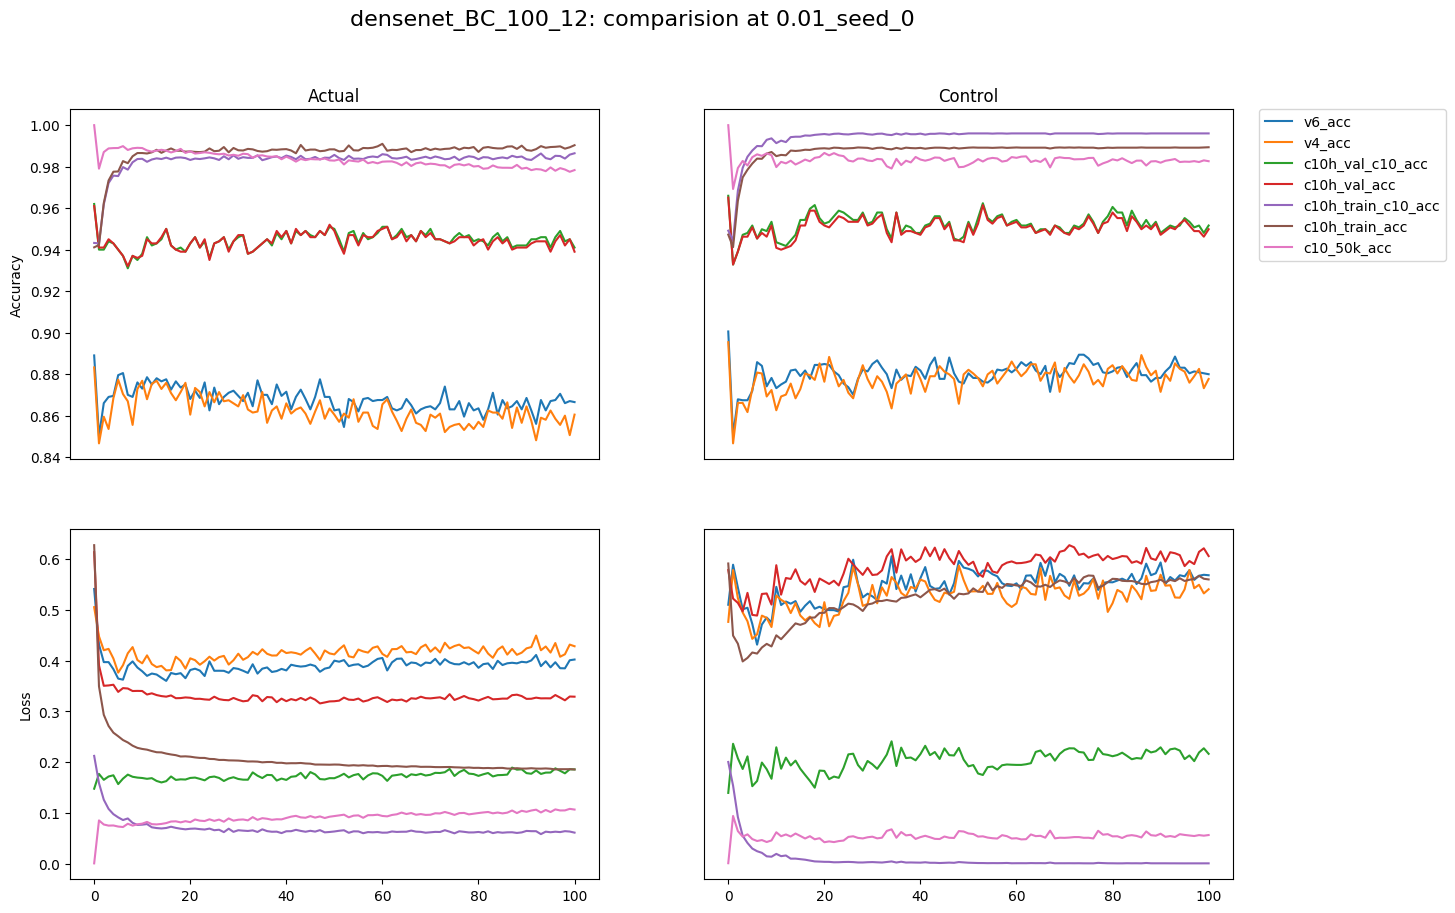 densenet_BC_100_12: comparision at 0.01_seed_0
Actual
Control
Accuracy
1.00
0.98
0.96
0.94
0.92
0.90
0.88
0.86
0.84
v6_acc
v4_acc
c10h_val_c10_acc
c10h_val_acc
c10h_train_c10_acc
c10h_train_acc
c10_50k_acc
Loss
0.6
0.5
0.4
0.3
0.2
0.1
0.0
0 20 40 60 80 100
0 20 40 60 80 100